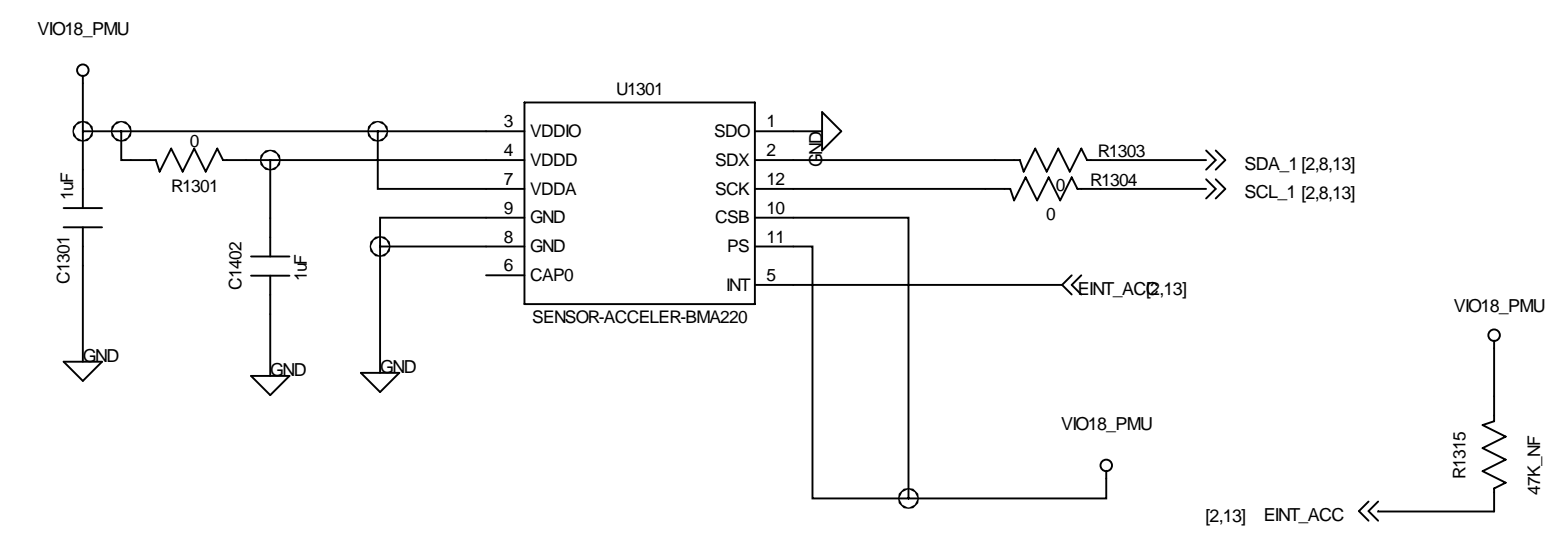 VIO18_PMU
U1301
3 VDDIO SDO 1
GND
0
4 VDDD SDX 2
R1303 SDA_1 [2,8,13]
R1301
7 VDDA SCK 12
0
R1304 SCL_1 [2,8,13]
0
1uF
9 GND CSB 10
C1301
8 GND PS 11
C1402
1uF
6 CAP0 INT 5
EINT_ACC [2,13]
SENSOR-ACCELER-BMA220
VIO18_PMU
GND
GND
GND
VIO18_PMU
R1315
47K_NF
[2,13] EINT_ACC